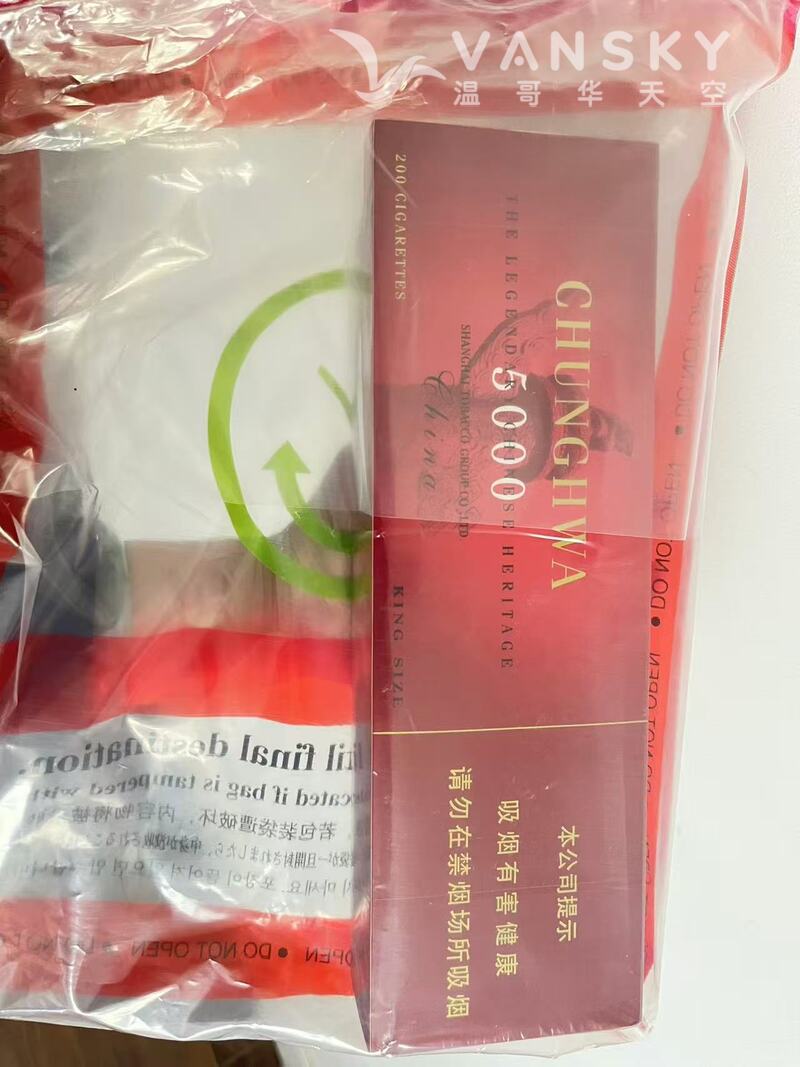 VANSKY
温哥华天空
CHUNGHWA
THE LEGENDARY CHINESE HERITAGE
5000
SHANGHAI TOBACCO GROUP CO LTD
China
200 CIGARETTES
KING SIZE
本公司提示
吸烟有害健康
请勿在禁烟场所吸烟
til final destination.
cated if bag is tampered with
若包装袋遭破坏，内容物将被
DO NOT OPEN • DO NOT OPEN